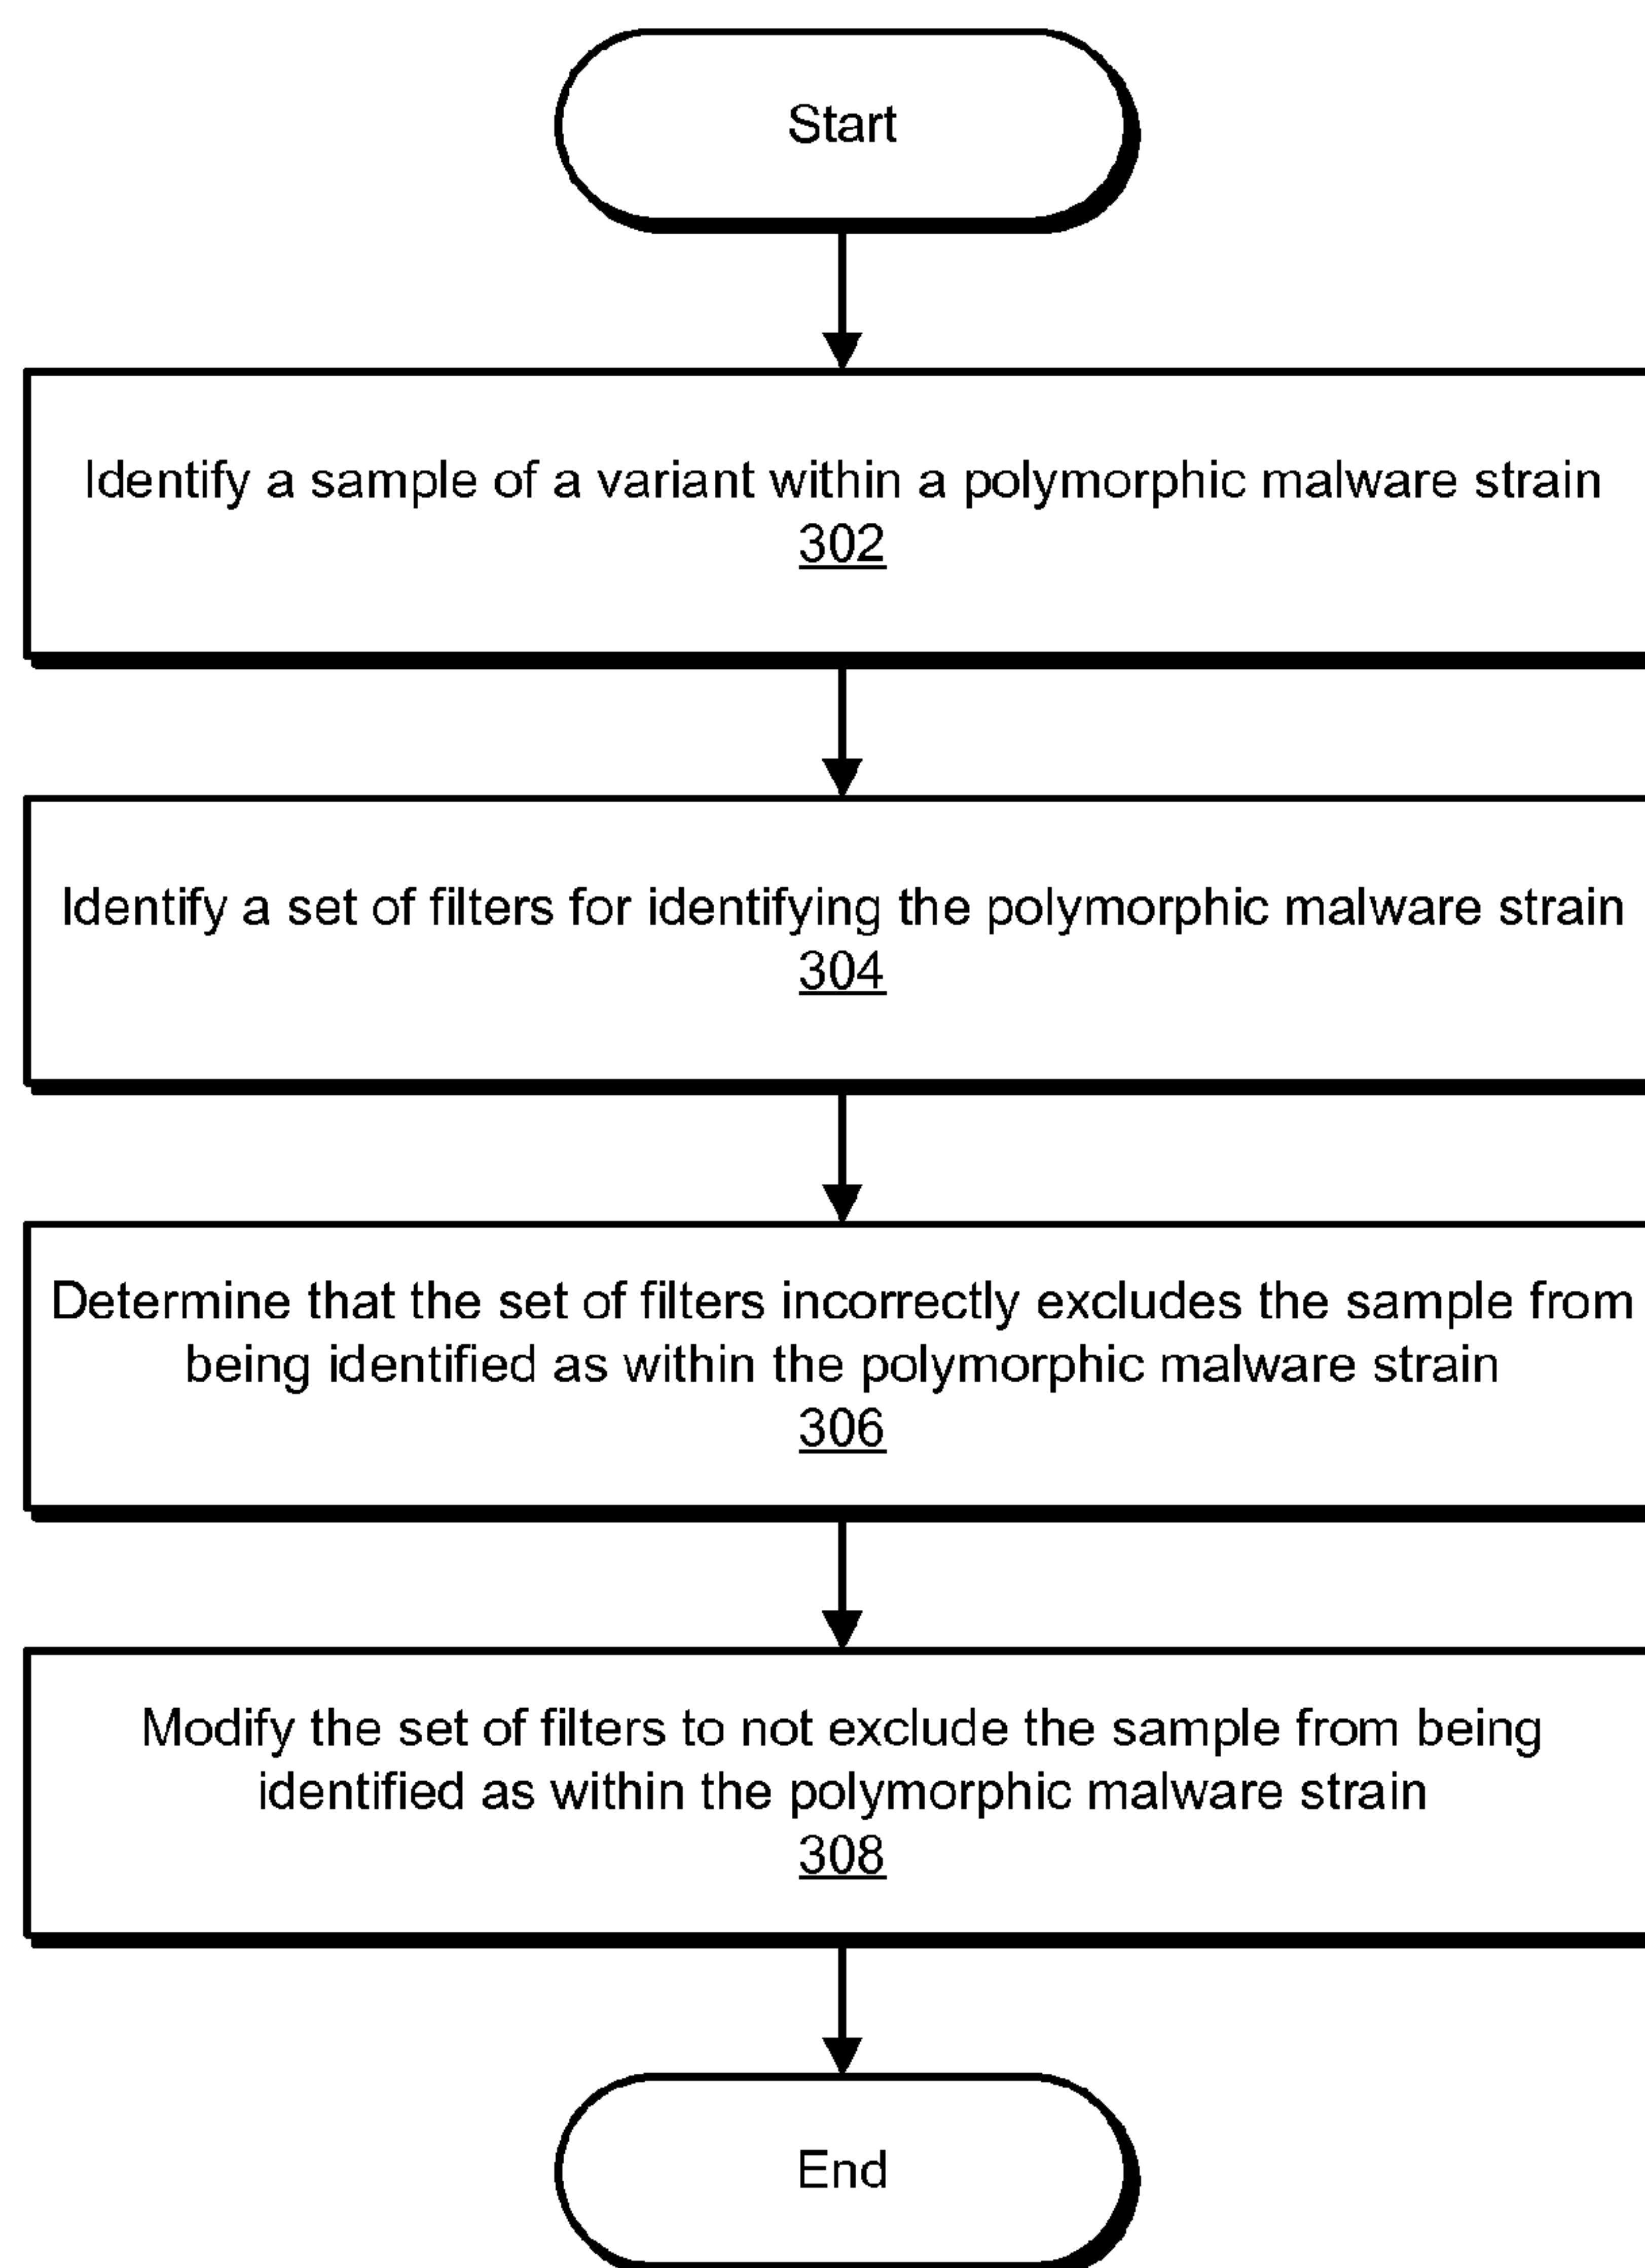 Start
Identify a sample of a variant within a polymorphic malware strain
302
Identify a set of filters for identifying the polymorphic malware strain
304
Determine that the set of filters incorrectly excludes the sample from
being identified as within the polymorphic malware strain
306
Modify the set of filters to not exclude the sample from being
identified as within the polymorphic malware strain
308
End